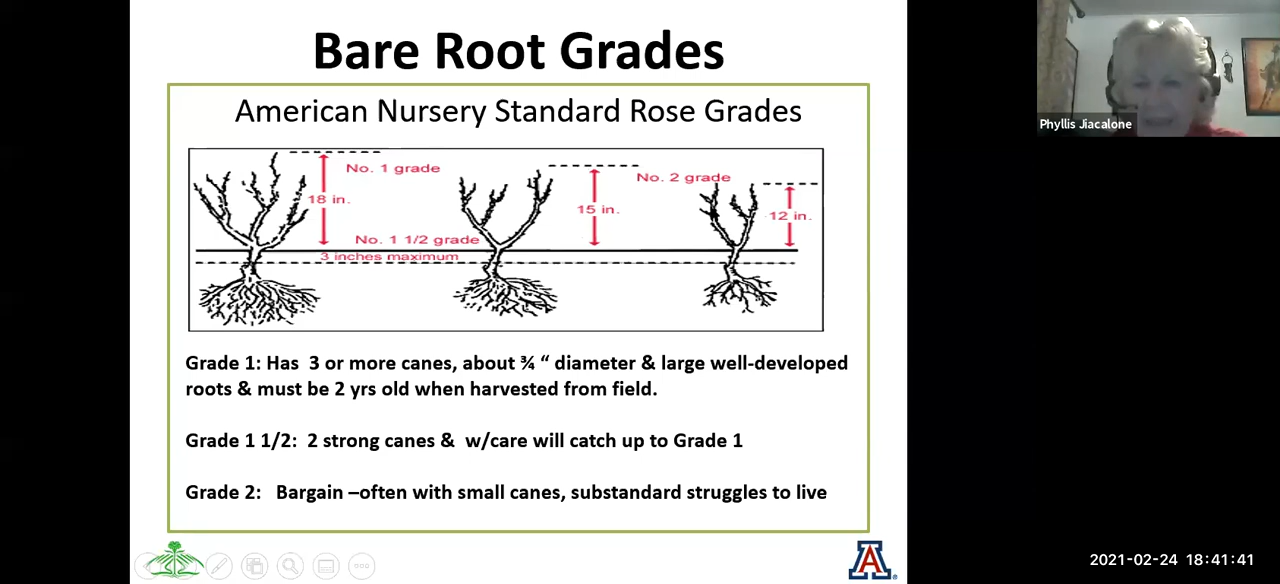 Bare Root Grades
American Nursery Standard Rose Grades
No. 1 grade
18 in.
No. 1 1/2 grade
3 inches maximum
15 in.
No. 2 grade
12 in.
Grade 1: Has 3 or more canes, about ¾ “ diameter & large well-developed
roots & must be 2 yrs old when harvested from field.
Grade 1 1/2: 2 strong canes & w/care will catch up to Grade 1
Grade 2: Bargain –often with small canes, substandard struggles to live
A
Phyllis Jiacalone
2021-02-24 18:41:41